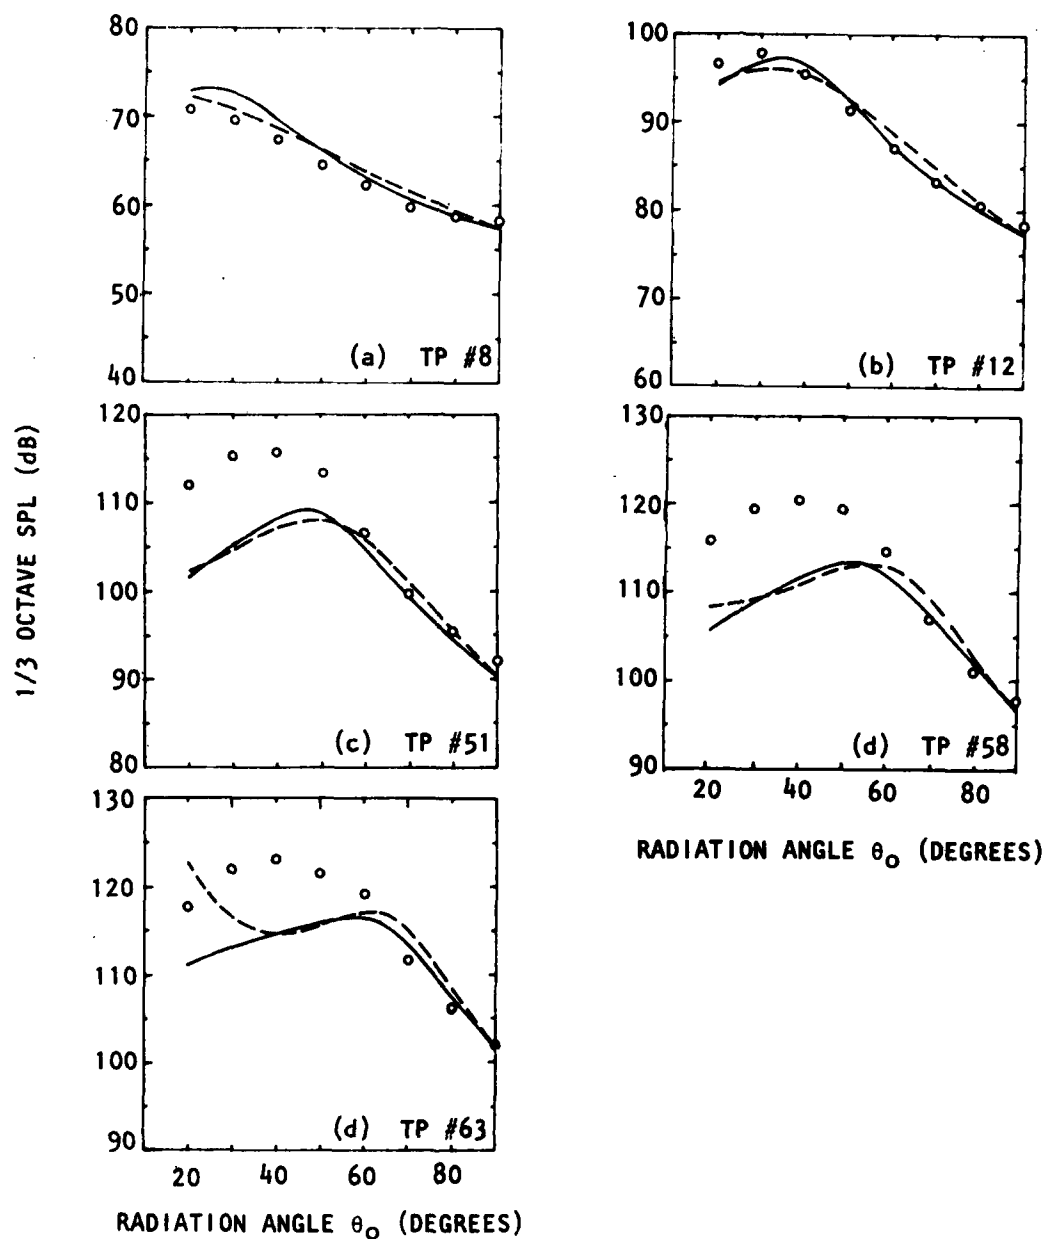 80
70
60
50
40
(a) TP #8
100
90
80
70
60
(b) TP #12
1/3 OCTAVE SPL (dB)
120
110
100
90
80
(c) TP #51
130
120
110
100
90
(d) TP #58
20 40 60 80
RADIATION ANGLE θo (DEGREES)
130
120
110
100
90
(d) TP #63
20 40 60 80
RADIATION ANGLE θo (DEGREES)